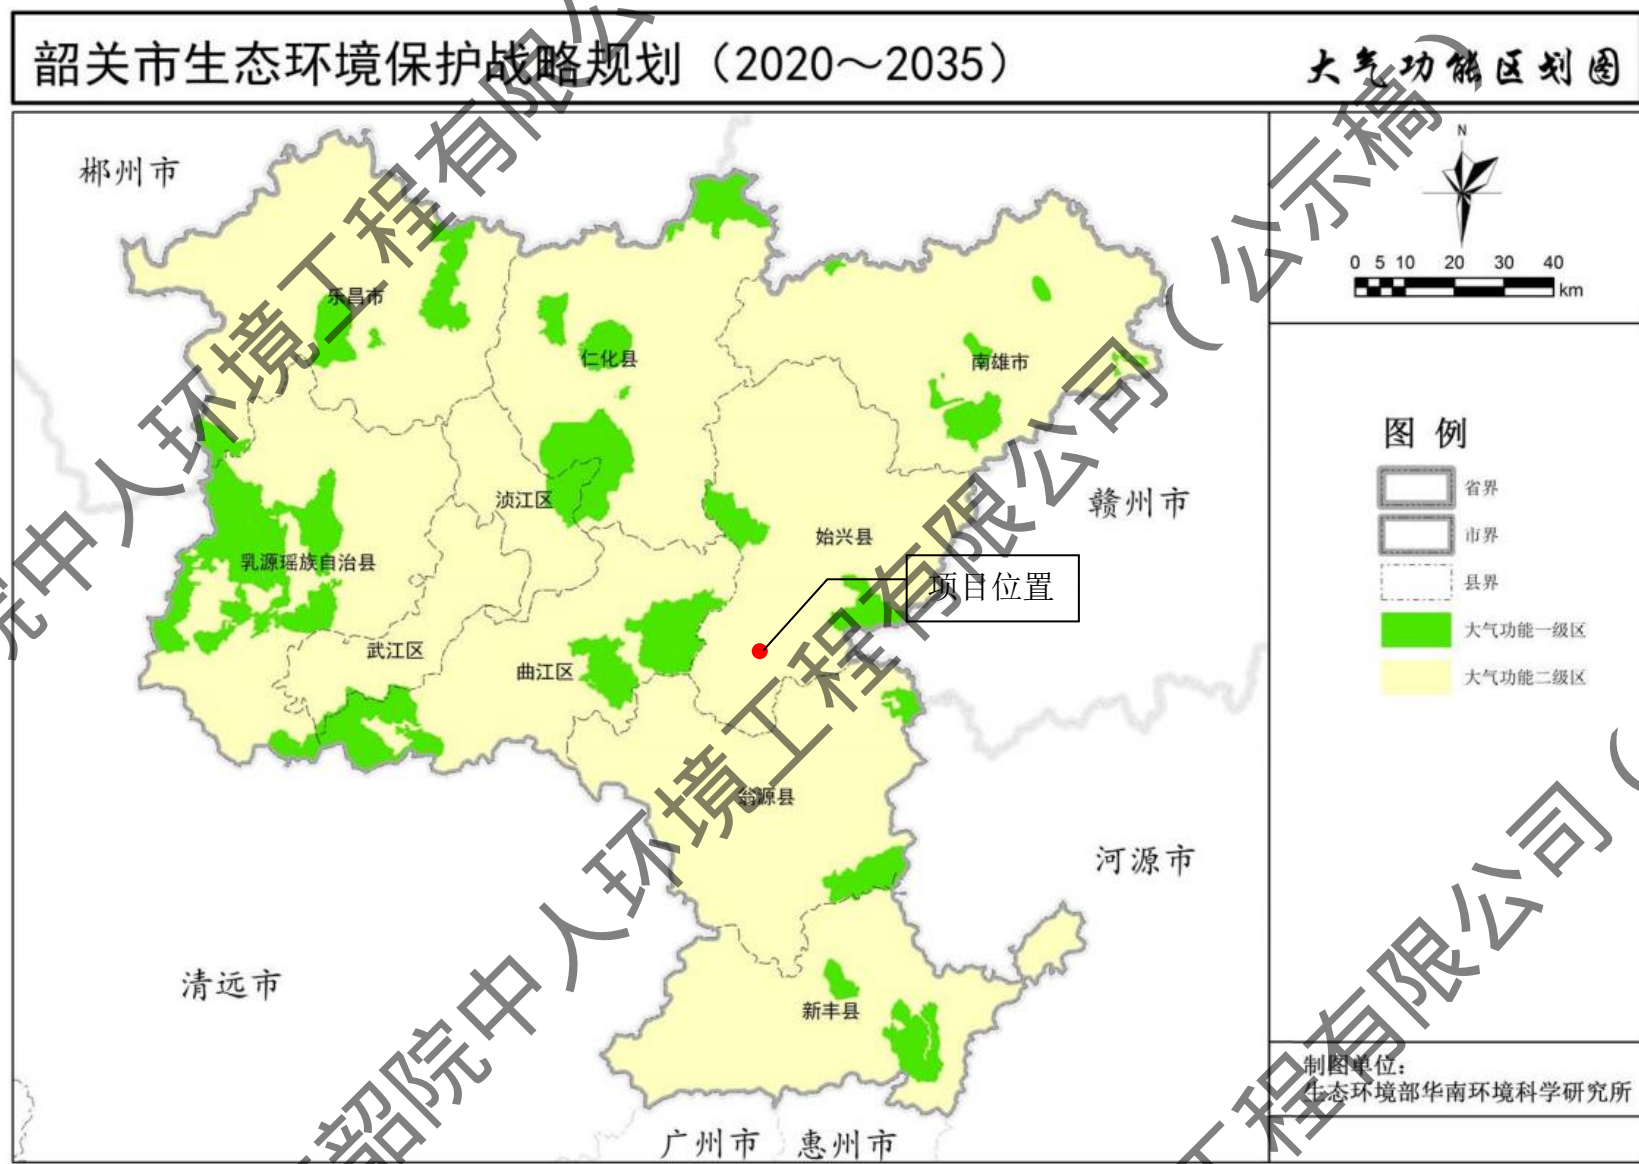 韶关市生态环境保护战略规划（2020～2035）
大气功能区划图
郴州市
N
0 5 10 20 30 40
km
乐昌市
仁化县
南雄市
图 例
省界
市界
县界
大气功能一级区
大气功能二级区
浈江区
赣州市
始兴县
乳源瑶族自治县
项目位置
武江区
曲江区
翁源县
河源市
清远市
新丰县
制图单位：
生态环境部华南环境科学研究所
广州市
惠州市
院中人环境工程有限公
韶院中人环境工程有限公司（公示稿）
工程有限公司（